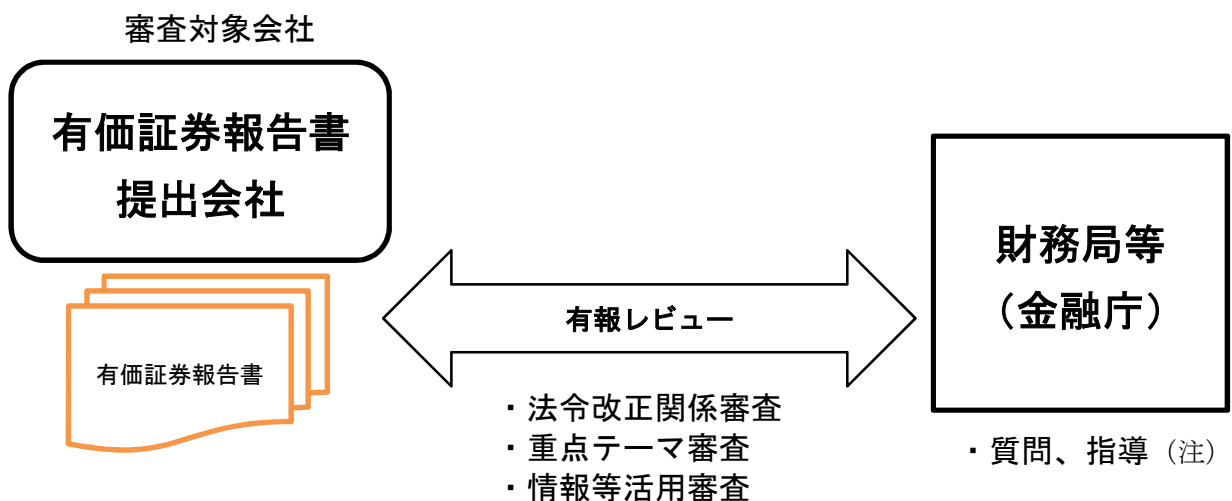 審査対象会社
有価証券報告書
提出会社
有価証券報告書
有報レビュー
・法令改正関係審査
・重点テーマ審査
・情報等活用審査
財務局等
（金融庁）
・質問、指導（注）